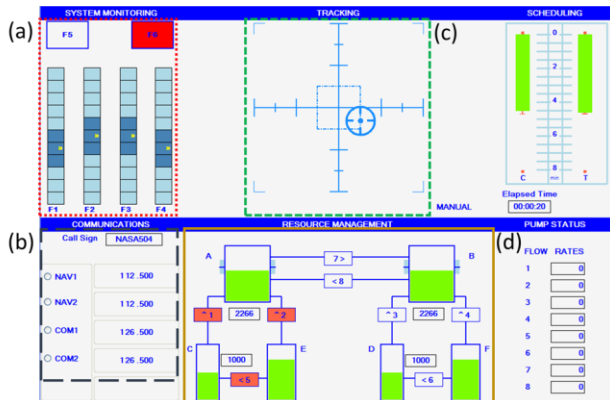 SYSTEM MONITORING
TRACKING
SCHEDULING
(a)
F5
F6
(c)
0
2
4
6
8
C
min
T
F1
F2
F3
F4
MANUAL
Elapsed Time
00:00:20
COMMUNICATIONS
RESOURCE MANAGEMENT
PUMP STATUS
(b)
Call Sign
NASA504
(d)
NAV1
112.500
NAV2
112.500
COM1
126.500
COM2
126.500
A
B
7 >
< 8
^ 1
2266
^ 2
^ 3
2266
^ 4
C
1000
E
D
1000
F
< 5
< 6
FLOW RATES
1 0
2 0
3 0
4 0
5 0
6 0
7 0
8 0